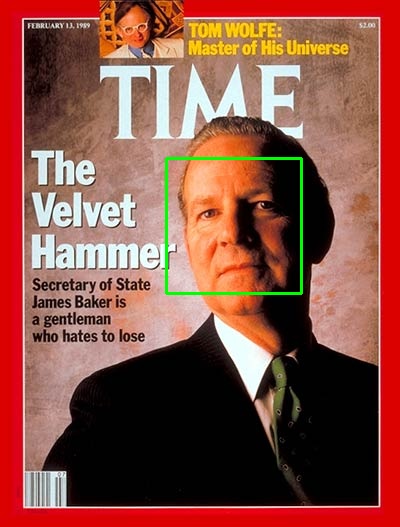 FEBRUARY 13, 1989
TOM WOLFE:
Master of His Universe
$2.00
TIME
The
Velvet
Hammer
Secretary of State
James Baker is
a gentleman
who hates to lose
07